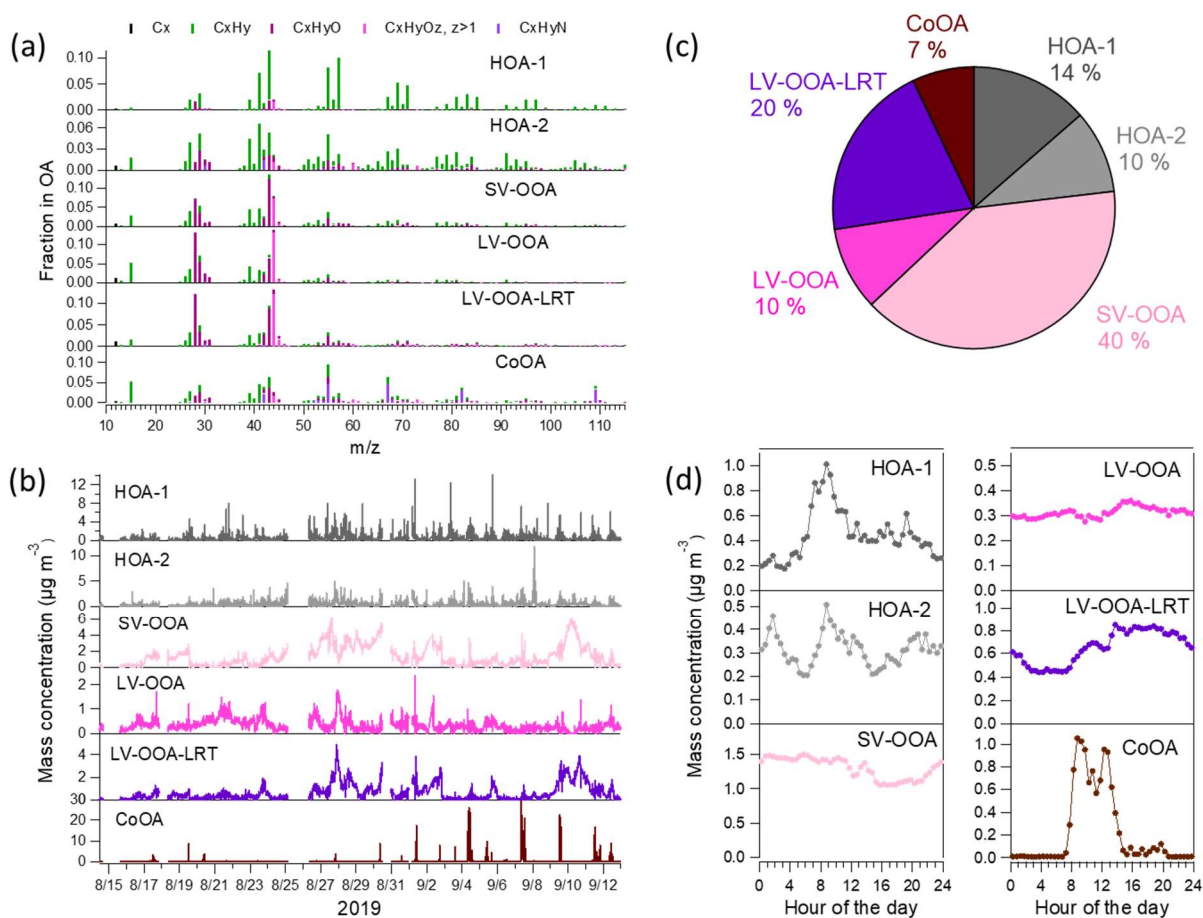 (a)
Cx CxHy CxHyO CxHyOz, z>1 CxHyN
Fraction in OA
0.10
0.05
0.00
HOA-1
0.06
0.03
0.00
HOA-2
0.10
0.05
0.00
SV-OOA
0.10
0.05
0.00
LV-OOA
0.10
0.05
0.00
LV-OOA-LRT
0.10
0.05
0.00
CoOA
10 20 30 40 50 60 70 80 90 100 110
m/z
(c)
CoOA
7 %
HOA-1
14 %
HOA-2
10 %
SV-OOA
40 %
LV-OOA
10 %
LV-OOA-LRT
20 %
(b)
Mass concentration (µg m⁻³)
12
8
4
0
HOA-1
10
5
0
HOA-2
6
4
2
0
SV-OOA
2
1
0
LV-OOA
4
2
LV-OOA-LRT
30
20
10
0
CoOA
8/15 8/17 8/19 8/21 8/23 8/25 8/27 8/29 8/31 9/2 9/4 9/6 9/8 9/10 9/12
2019
(d)
Mass concentration (µg m⁻³)
1.0
0.8
0.6
0.4
0.2
0.0
HOA-1
0.5
0.4
0.3
0.2
0.1
0.0
HOA-2
1.5
1.0
0.5
0.0
SV-OOA
0 6 12 18 24
Hour of the day
Mass concentration (µg m⁻³)
0.5
0.4
0.3
0.2
0.1
0.0
LV-OOA
1.0
0.8
0.6
0.4
0.2
0.0
LV-OOA-LRT
1.0
0.8
0.6
0.4
0.2
0.0
CoOA
0 6 12 18 24
Hour of the day